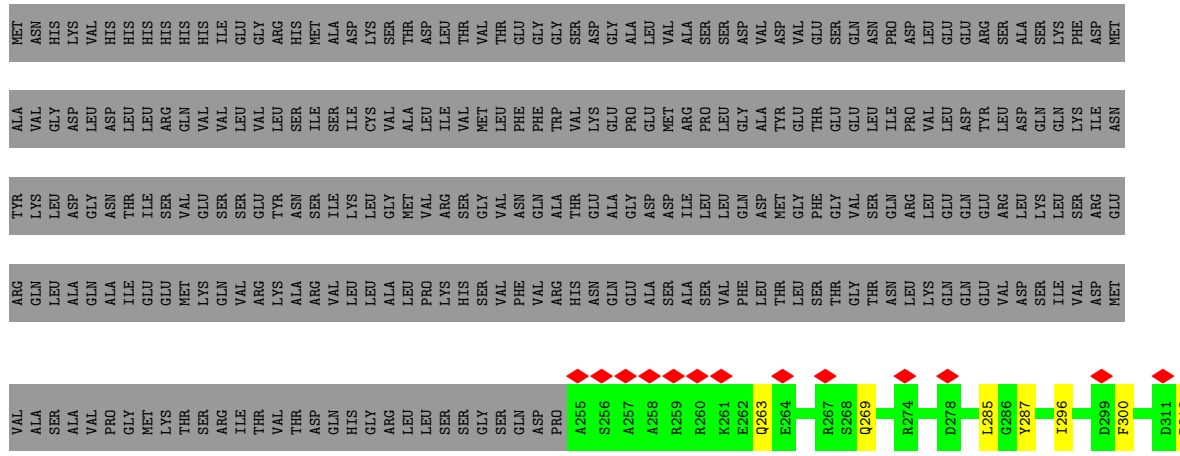 MET ASN HIS LYS VAL HIS HIS HIS HIS HIS HIS ILE GLU GLY ARG HIS MET ALA ASP LYS SER THR ASP LEU THR VAL THR GLU GLY GLY SER ASP GLY ALA LEU VAL ALA SER SER ASP VAL ASP VAL GLU SER GLN ASN PRO ASP LEU GLU GLU ARG SER ALA SER LYS PHE ASP MET
ALA VAL GLY ASP LEU ASP LEU LEU ARG GLN VAL VAL LEU VAL LEU SER ILE SER ILE CYS VAL ALA LEU ILE VAL MET LEU PHE PHE TRP VAL LYS GLU PRO GLU MET ARG PRO LEU GLY ALA TYR GLU THR GLU GLU LEU ILE PRO VAL LEU ASP TYR LEU ASP GLN GLN LYS ILE ASN
TYR LYS LEU ASP GLY ASN THR ILE SER VAL GLU SER SER GLU TYR ASN SER ILE LYS LEU GLY MET VAL ARG SER GLY VAL ASN GLN ALA THR GLU ALA GLY ASP ASP ILE LEU LEU GLN ASP MET GLY PHE GLY VAL SER GLN ARG LEU GLU GLN GLU ARG LEU LYS LEU SER ARG GLU
ARG GLN LEU ALA GLN ALA ILE GLU GLU MET LYS GLN VAL ARG LYS ALA ARG VAL LEU LEU ALA LEU PRO LYS HIS SER VAL PHE VAL ARG HIS ASN GLN GLU ALA SER ALA SER VAL PHE LEU THR LEU SER THR GLY THR ASN LEU LYS GLN GLN GLU VAL ASP SER ILE VAL ASP MET
VAL ALA SER ALA VAL PRO GLY MET LYS THR SER ARG ILE THR VAL THR ASP GLN HIS GLY ARG LEU LEU SER SER GLY SER GLN ASP PRO A255 S256 A257 A258 R259 R260 K261 E262 Q263 E264 R267 S268 Q269 R274 D278 L285 G286 Y287 I296 D299 F300 D311